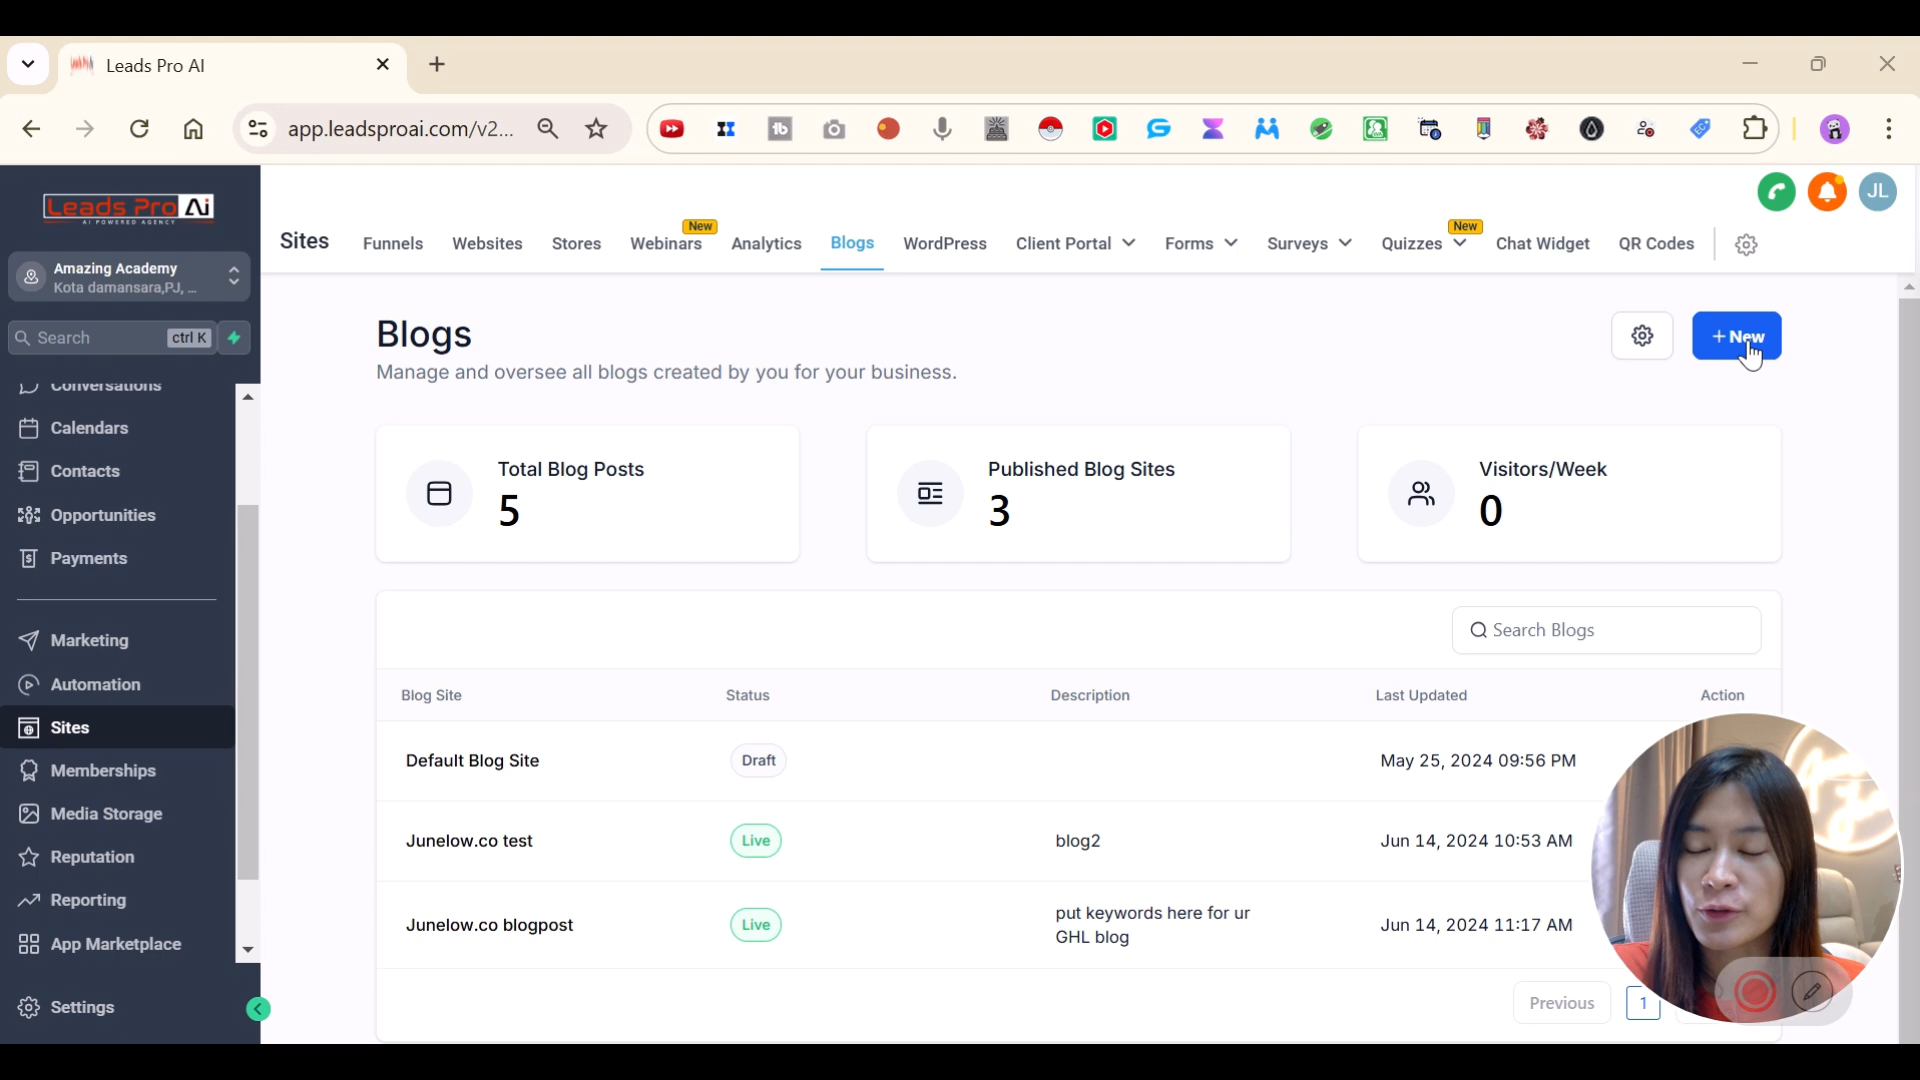 Leads Pro AI
app.leadsproai.com/v2...
Leads Pro Ai
AI POWERED AGENCY
Amazing Academy
Kota damansara,PJ, ...
Search ctrl K
Conversations
Calendars
Contacts
Opportunities
Payments
Marketing
Automation
Sites
Memberships
Media Storage
Reputation
Reporting
App Marketplace
Settings
JL
Sites Funnels Websites Stores Webinars New Analytics Blogs WordPress Client Portal Forms Surveys Quizzes New Chat Widget QR Codes
Blogs
Manage and oversee all blogs created by you for your business.
+ New
Total Blog Posts
5
Published Blog Sites
3
Visitors/Week
0
Search Blogs
Blog Site Status Description Last Updated Action
Default Blog Site Draft May 25, 2024 09:56 PM
Junelow.co test Live blog2 Jun 14, 2024 10:53 AM
Junelow.co blogpost Live put keywords here for ur
GHL blog Jun 14, 2024 11:17 AM
Previous 1